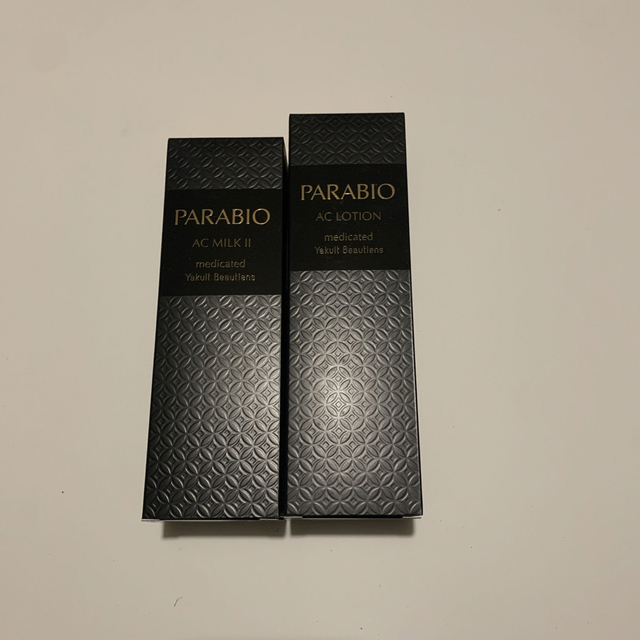 PARABIO
AC MILK II
medicated
Yakult Beautiens
PARABIO
AC LOTION
medicated
Yakult Beautiens